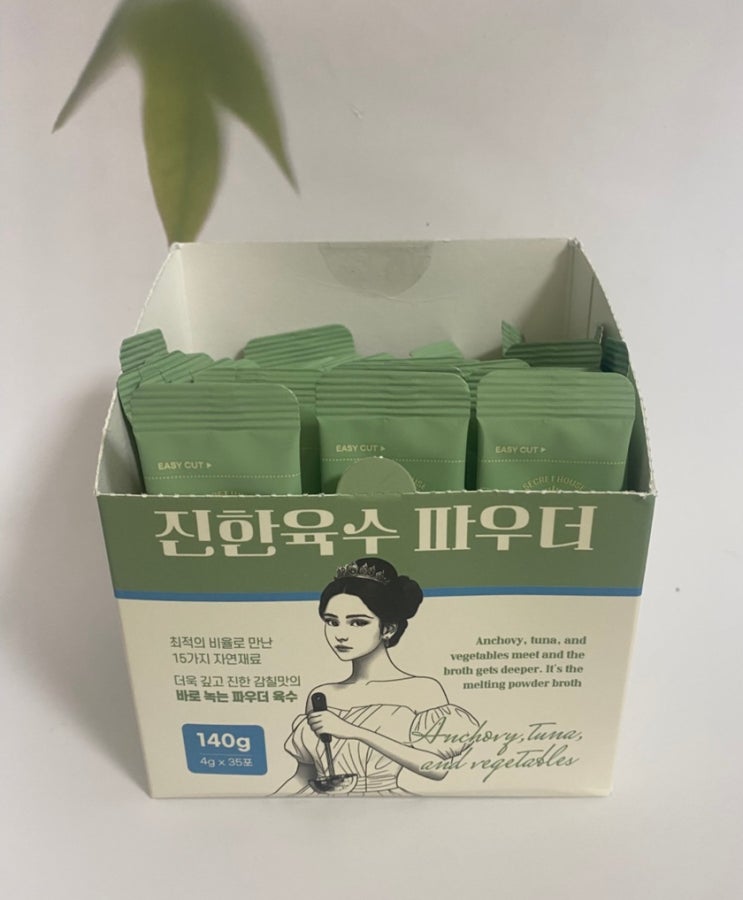 EASY CUT
EASY CUT
EASY CUT
SECRET HOUSE
진한육수 파우더
최적의 비율로 만난
15가지 자연재료
더욱 깊고 진한 감칠맛의
바로 녹는 파우더 육수
140g
4g x 35포
Anchovy, tuna, and
vegetables meet and the
broth gets deeper. It's the
melting powder broth
Anchovy, tuna,
and vegetables